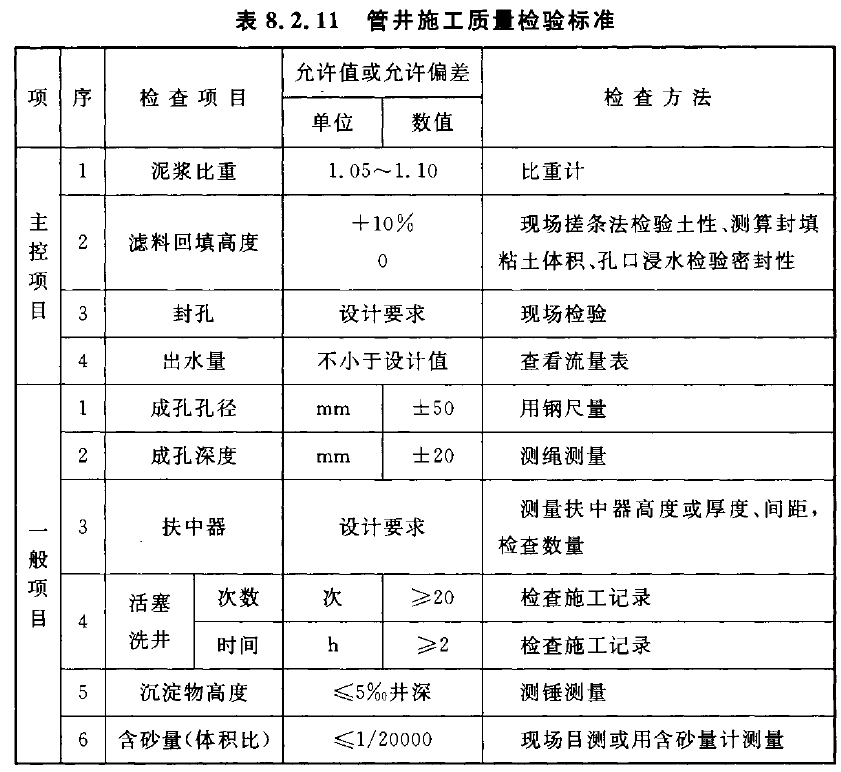 表 8.2.11 管井施工质量检验标准
项 序 检查项目 允许值或允许偏差 检查方法
单位 数值
主控项目
1 泥浆比重 1.05～1.10 比重计
2 滤料回填高度 +10% 0 现场搓条法检验土性、测算封填
粘土体积、孔口浸水检验密封性
3 封孔 设计要求 现场检验
4 出水量 不小于设计值 查看流量表
一般项目
1 成孔孔径 mm ±50 用钢尺量
2 成孔深度 mm ±20 测绳测量
3 扶中器 设计要求 测量扶中器高度或厚度、间距，
检查数量
4 活塞洗井 次数 次 ≥20 检查施工记录
时间 h ≥2 检查施工记录
5 沉淀物高度 ≤5‰井深 测锤测量
6 含砂量(体积比) ≤1/20000 现场目测或用含砂量计测量